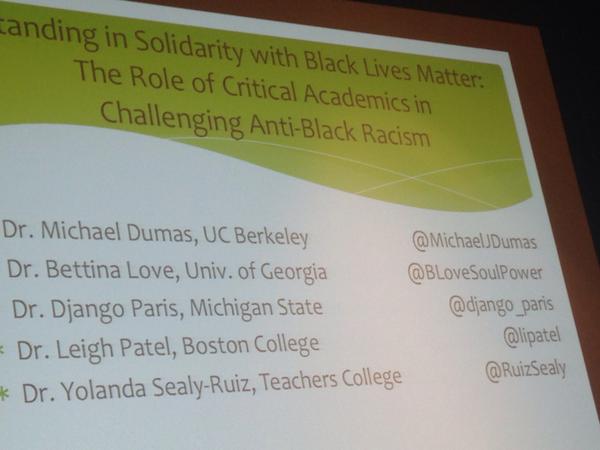 tanding in Solidarity with Black Lives Matter:
The Role of Critical Academics in
Challenging Anti-Black Racism
Dr. Michael Dumas, UC Berkeley @MichaelJDumas
Dr. Bettina Love, Univ. of Georgia @BLoveSoulPower
Dr. Django Paris, Michigan State @django_paris
* Dr. Leigh Patel, Boston College @lipatel
* Dr. Yolanda Sealy-Ruiz, Teachers College @RuizSealy